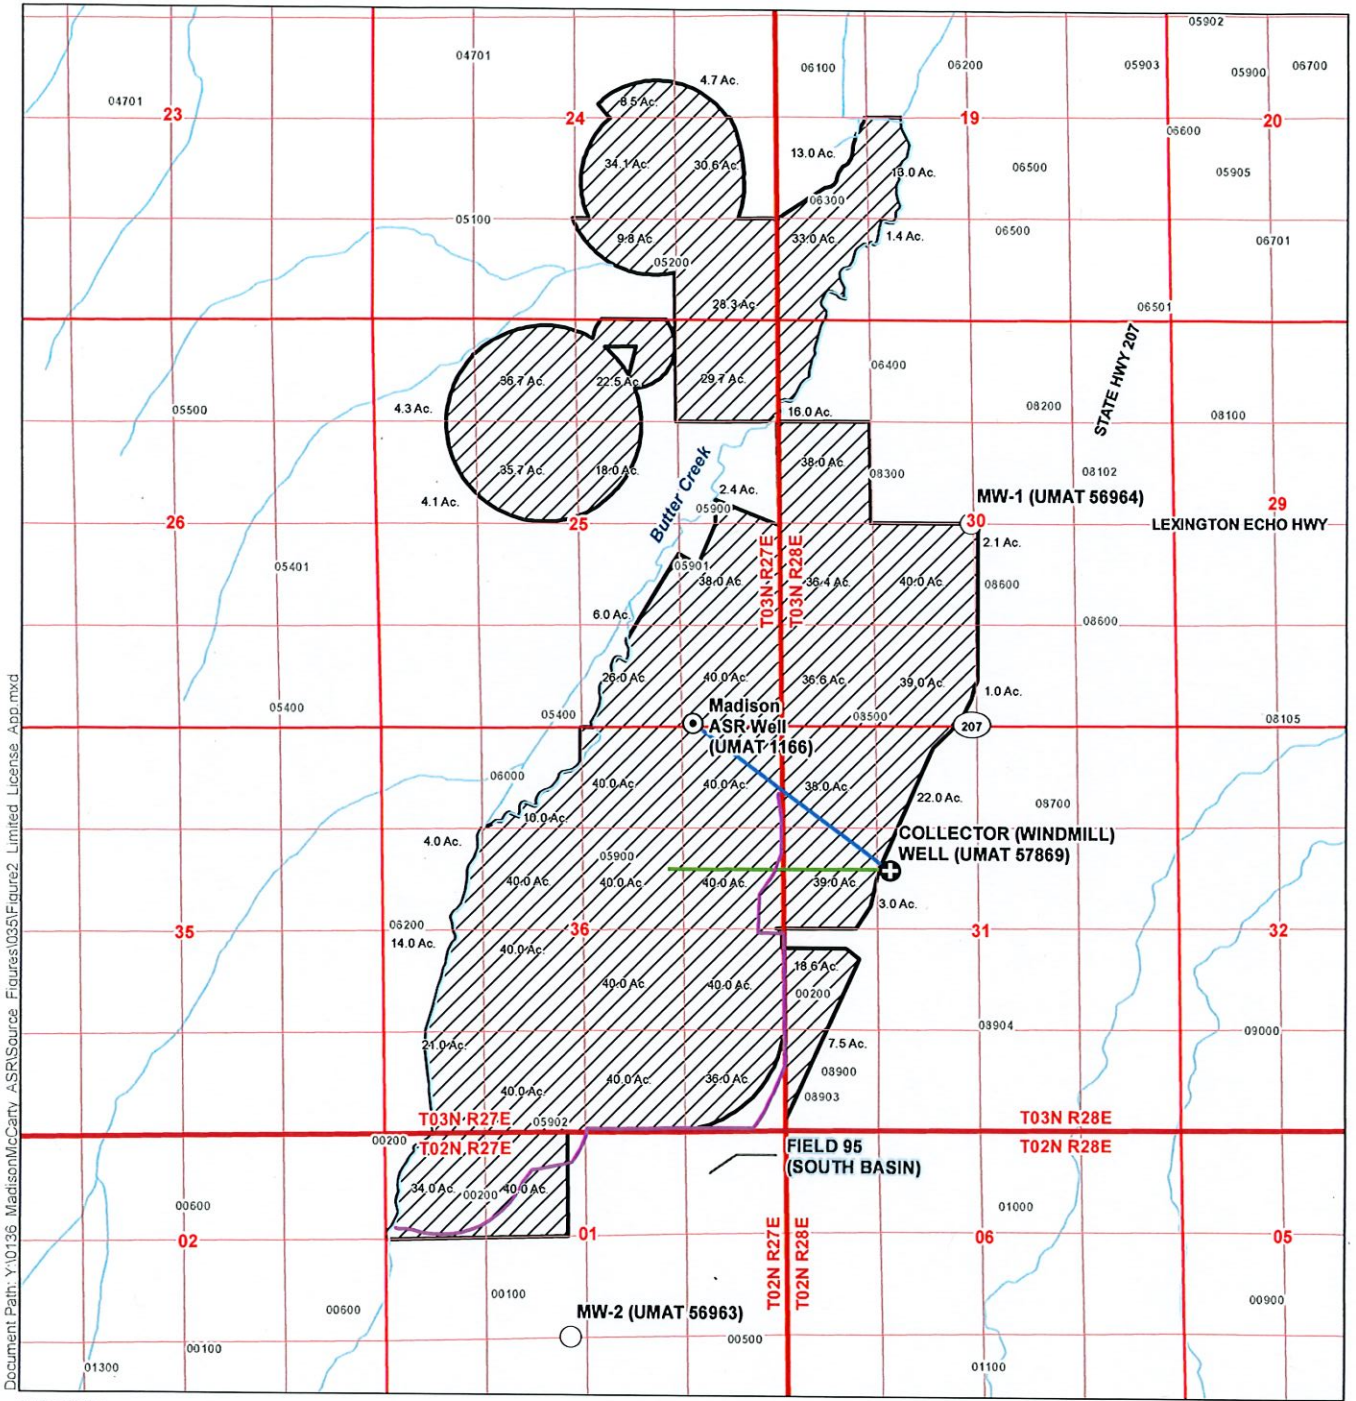 05902
04701
06100
06200
05903
05900
06700
04701
23
8.5 Ac.
4.7 Ac.
24
19
20
06600
34.1 Ac.
30.6 Ac.
13.0 Ac.
13.0 Ac.
06500
05905
06300
05100
9.8 Ac.
33.0 Ac.
1.4 Ac.
06500
06701
05200
28.3 Ac.
06501
STATE HWY 207
36.7 Ac.
22.5 Ac.
29.7 Ac.
06400
05500
4.3 Ac.
16.0 Ac.
08200
08100
35.7 Ac.
18.0 Ac.
38.0 Ac.
08300
08102
Butter Creek
4.1 Ac.
2.4 Ac.
05900
MW-1 (UMAT 56964)
29
26
25
30
LEXINGTON ECHO HWY
2.1 Ac.
05401
05901
38.0 Ac.
T03N R27E
T03N R28E
36.4 Ac.
40.0 Ac.
08600
6.0 Ac.
08600
26.0 Ac.
40.0 Ac.
36.6 Ac.
39.0 Ac.
1.0 Ac.
05400
05400
Madison
ASR Well
(UMAT 1166)
08500
207
08105
06000
40.0 Ac.
40.0 Ac.
38.0 Ac.
22.0 Ac.
08700
10.0 Ac.
4.0 Ac.
COLLECTOR (WINDMILL)
WELL (UMAT 57869)
05900
40.0 Ac.
40.0 Ac.
40.0 Ac.
39.0 Ac.
3.0 Ac.
35
06200
14.0 Ac.
36
31
32
40.0 Ac.
18.6 Ac.
40.0 Ac.
40.0 Ac.
00200
08904
09000
21.0 Ac.
7.5 Ac.
40.0 Ac.
40.0 Ac.
36.0 Ac.
08900
08903
T03N R27E
05902
T03N R28E
00200
T02N R27E
FIELD 95
(SOUTH BASIN)
T02N R28E
34.0 Ac.
00200
40.0 Ac.
00600
01000
02
01
06
05
T02N R27E
T02N R28E
00600
00100
MW-2 (UMAT 56963)
00900
00100
00500
01300
01100
Document Path: Y:\0136_MadisonMcCarty_ASR\Source_Figures\035\Figure2_Limited_License_App.mxd